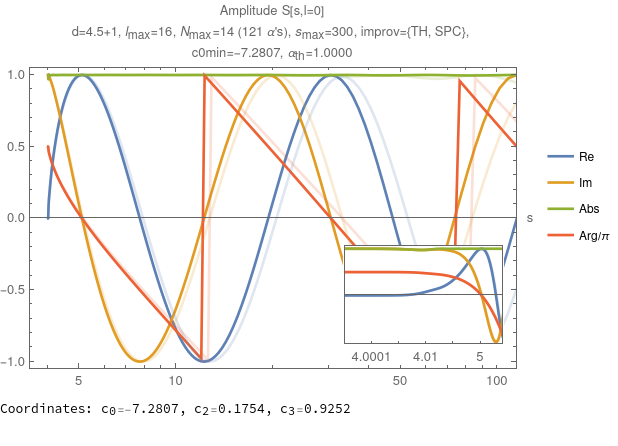 Amplitude S[s,l=0]
d=4.5+1, lmax=16, Nmax=14 (121 α's), smax=300, improv={TH, SPC},
c0min=-7.2807, αth=1.0000
1.0
0.5
0.0
-0.5
-1.0
5
10
50
100
s
Re
Im
Abs
Arg/π
4.0001
4.01
5
Coordinates: c0=-7.2807, c2=0.1754, c3=0.9252